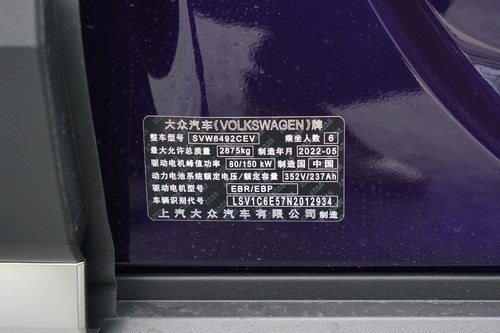 大众汽车(VOLKSWAGEN)牌
整车型号 SVW6492CEV 乘坐人数 6
最大允许总质量 2875kg 制造年月 2022-05
驱动电机峰值功率 80/150 kW 制造国 中国
动力电池系统额定电压/额定容量 352V/237Ah
驱动电机型号 EBR/EBP
车辆识别代号 LSV1C6E57N2012934
上汽大众汽车有限公司 制造